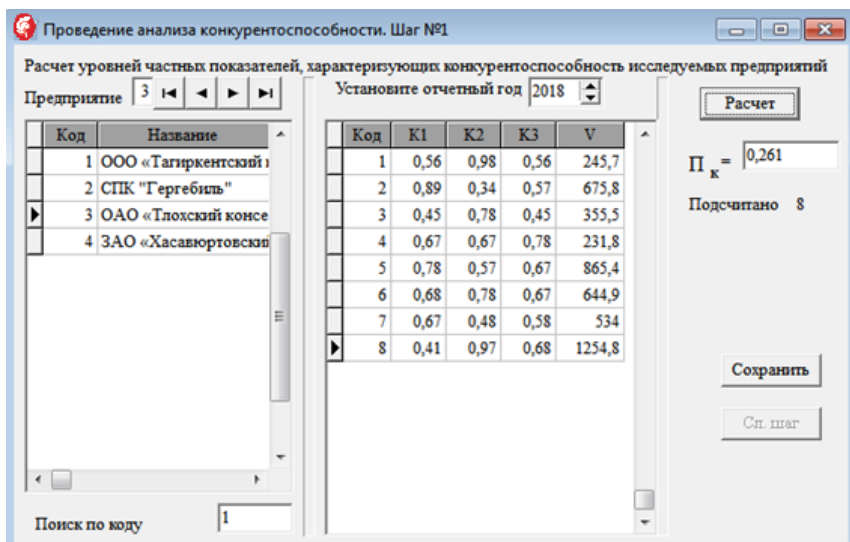 Проведение анализа конкурентоспособности. Шаг №1
Расчет уровней частных показателей, характеризующих конкурентоспособность исследуемых предприятий
Предприятие 3 Установите отчетный год 2018 Расчет
Код Название Код K1 K2 K3 V
1 ООО «Тагиркентский 1 0,56 0,98 0,56 245,7
2 СПК "Гергебиль" 2 0,89 0,34 0,57 675,8
3 ОАО «Тлохский консе 3 0,45 0,78 0,45 355,5
4 ЗАО «Хасавюртовский 4 0,67 0,67 0,78 231,8
5 0,78 0,57 0,67 865,4
6 0,68 0,78 0,67 644,9
7 0,67 0,48 0,58 534
8 0,41 0,97 0,68 1254,8
П к = 0,261
Подсчитано 8
Сохранить
Сл. шаг
Поиск по коду 1